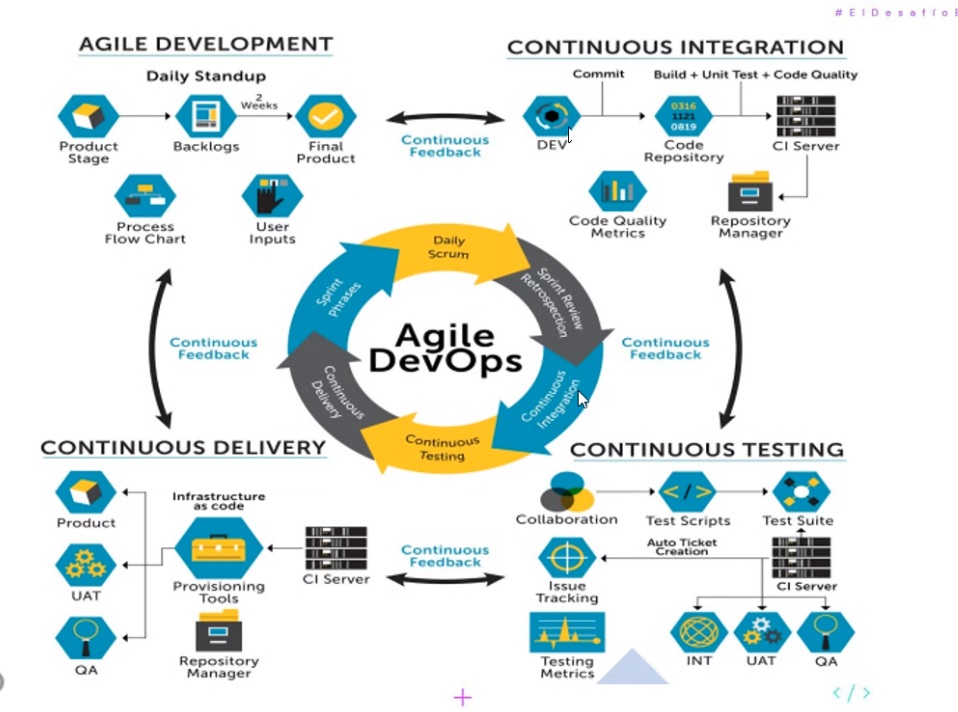 #ElDesafíoE
AGILE DEVELOPMENT
Daily Standup
2
Weeks
Product
Stage
Backlogs
Final
Product
Process
Flow Chart
User
Inputs
Continuous
Feedback
CONTINUOUS INTEGRATION
Commit
Build + Unit Test + Code Quality
DEV
0316
1121
0819
Code
Repository
CI Server
Code Quality
Metrics
Repository
Manager
Continuous
Feedback
Continuous
Feedback
Agile
DevOps
Daily
Scrum
Sprint Review
Retrospection
Continuous
Integration
Continuous
Testing
Continuous
Delivery
Sprint
Phrases
CONTINUOUS DELIVERY
Product
UAT
QA
Infrastructure
as code
Provisioning
Tools
CI Server
Repository
Manager
Continuous
Feedback
CONTINUOUS TESTING
Collaboration
</>
Test Scripts
Test Suite
Auto Ticket
Creation
Issue
Tracking
CI Server
Testing
Metrics
INT
UAT
QA
</>